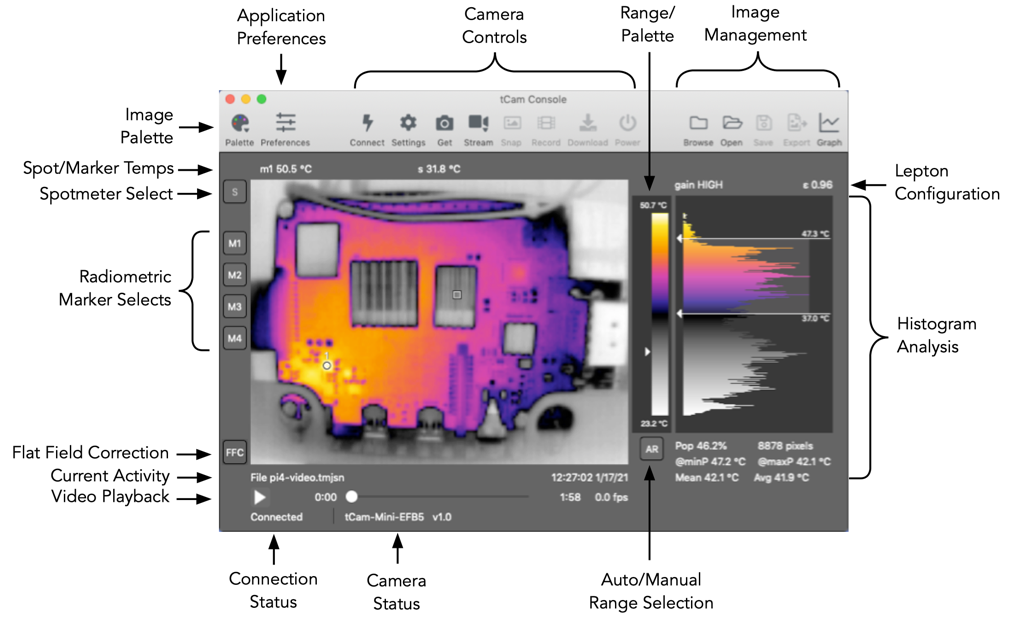 Application
Preferences
Camera
Controls
Range/
Palette
Image
Management
tCam Console
Image
Palette
Palette Preferences Connect Settings Get Stream Snap Record Download Power Browse Open Save Export Graph
Spot/Marker Temps
m1 50.5 °C s 31.8 °C
Spotmeter Select
S
gain HIGH ε 0.96
Lepton
Configuration
50.7 °C
47.3 °C
M1
M2
M3
M4
Radiometric
Marker Selects
37.0 °C
Histogram
Analysis
23.2 °C
Flat Field Correction
FFC
AR
Pop 46.2% 8878 pixels
@minP 47.2 °C @maxP 42.1 °C
Mean 42.1 °C Avg 41.9 °C
Current Activity
File pi4-video.tmjsn 12:27:02 1/17/21
Video Playback
0:00 1:58 0.0 fps
Connected tCam-Mini-EFB5 v1.0
Connection
Status
Camera
Status
Auto/Manual
Range Selection